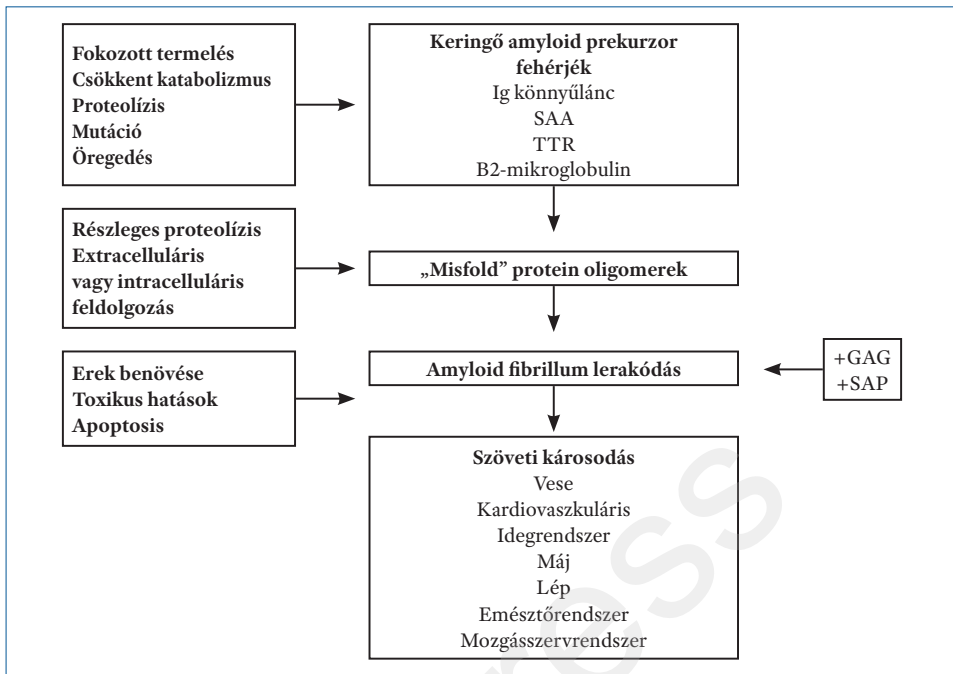 Fokozott termelés
Csökkent katabolizmus
Proteolízis
Mutáció
Öregedés
Keringő amyloid prekurzor
fehérjék
Ig könnyűlánc
SAA
TTR
B2-mikroglobulin
Részleges proteolízis
Extracelluláris
vagy intracelluláris
feldolgozás
„Misfold” protein oligomerek
Erek benövése
Toxikus hatások
Apoptosis
Amyloid fibrillum lerakódás
+GAG
+SAP
Szöveti károsodás
Vese
Kardiovaszkuláris
Idegrendszer
Máj
Lép
Emésztőrendszer
Mozgásszervrendszer
ress